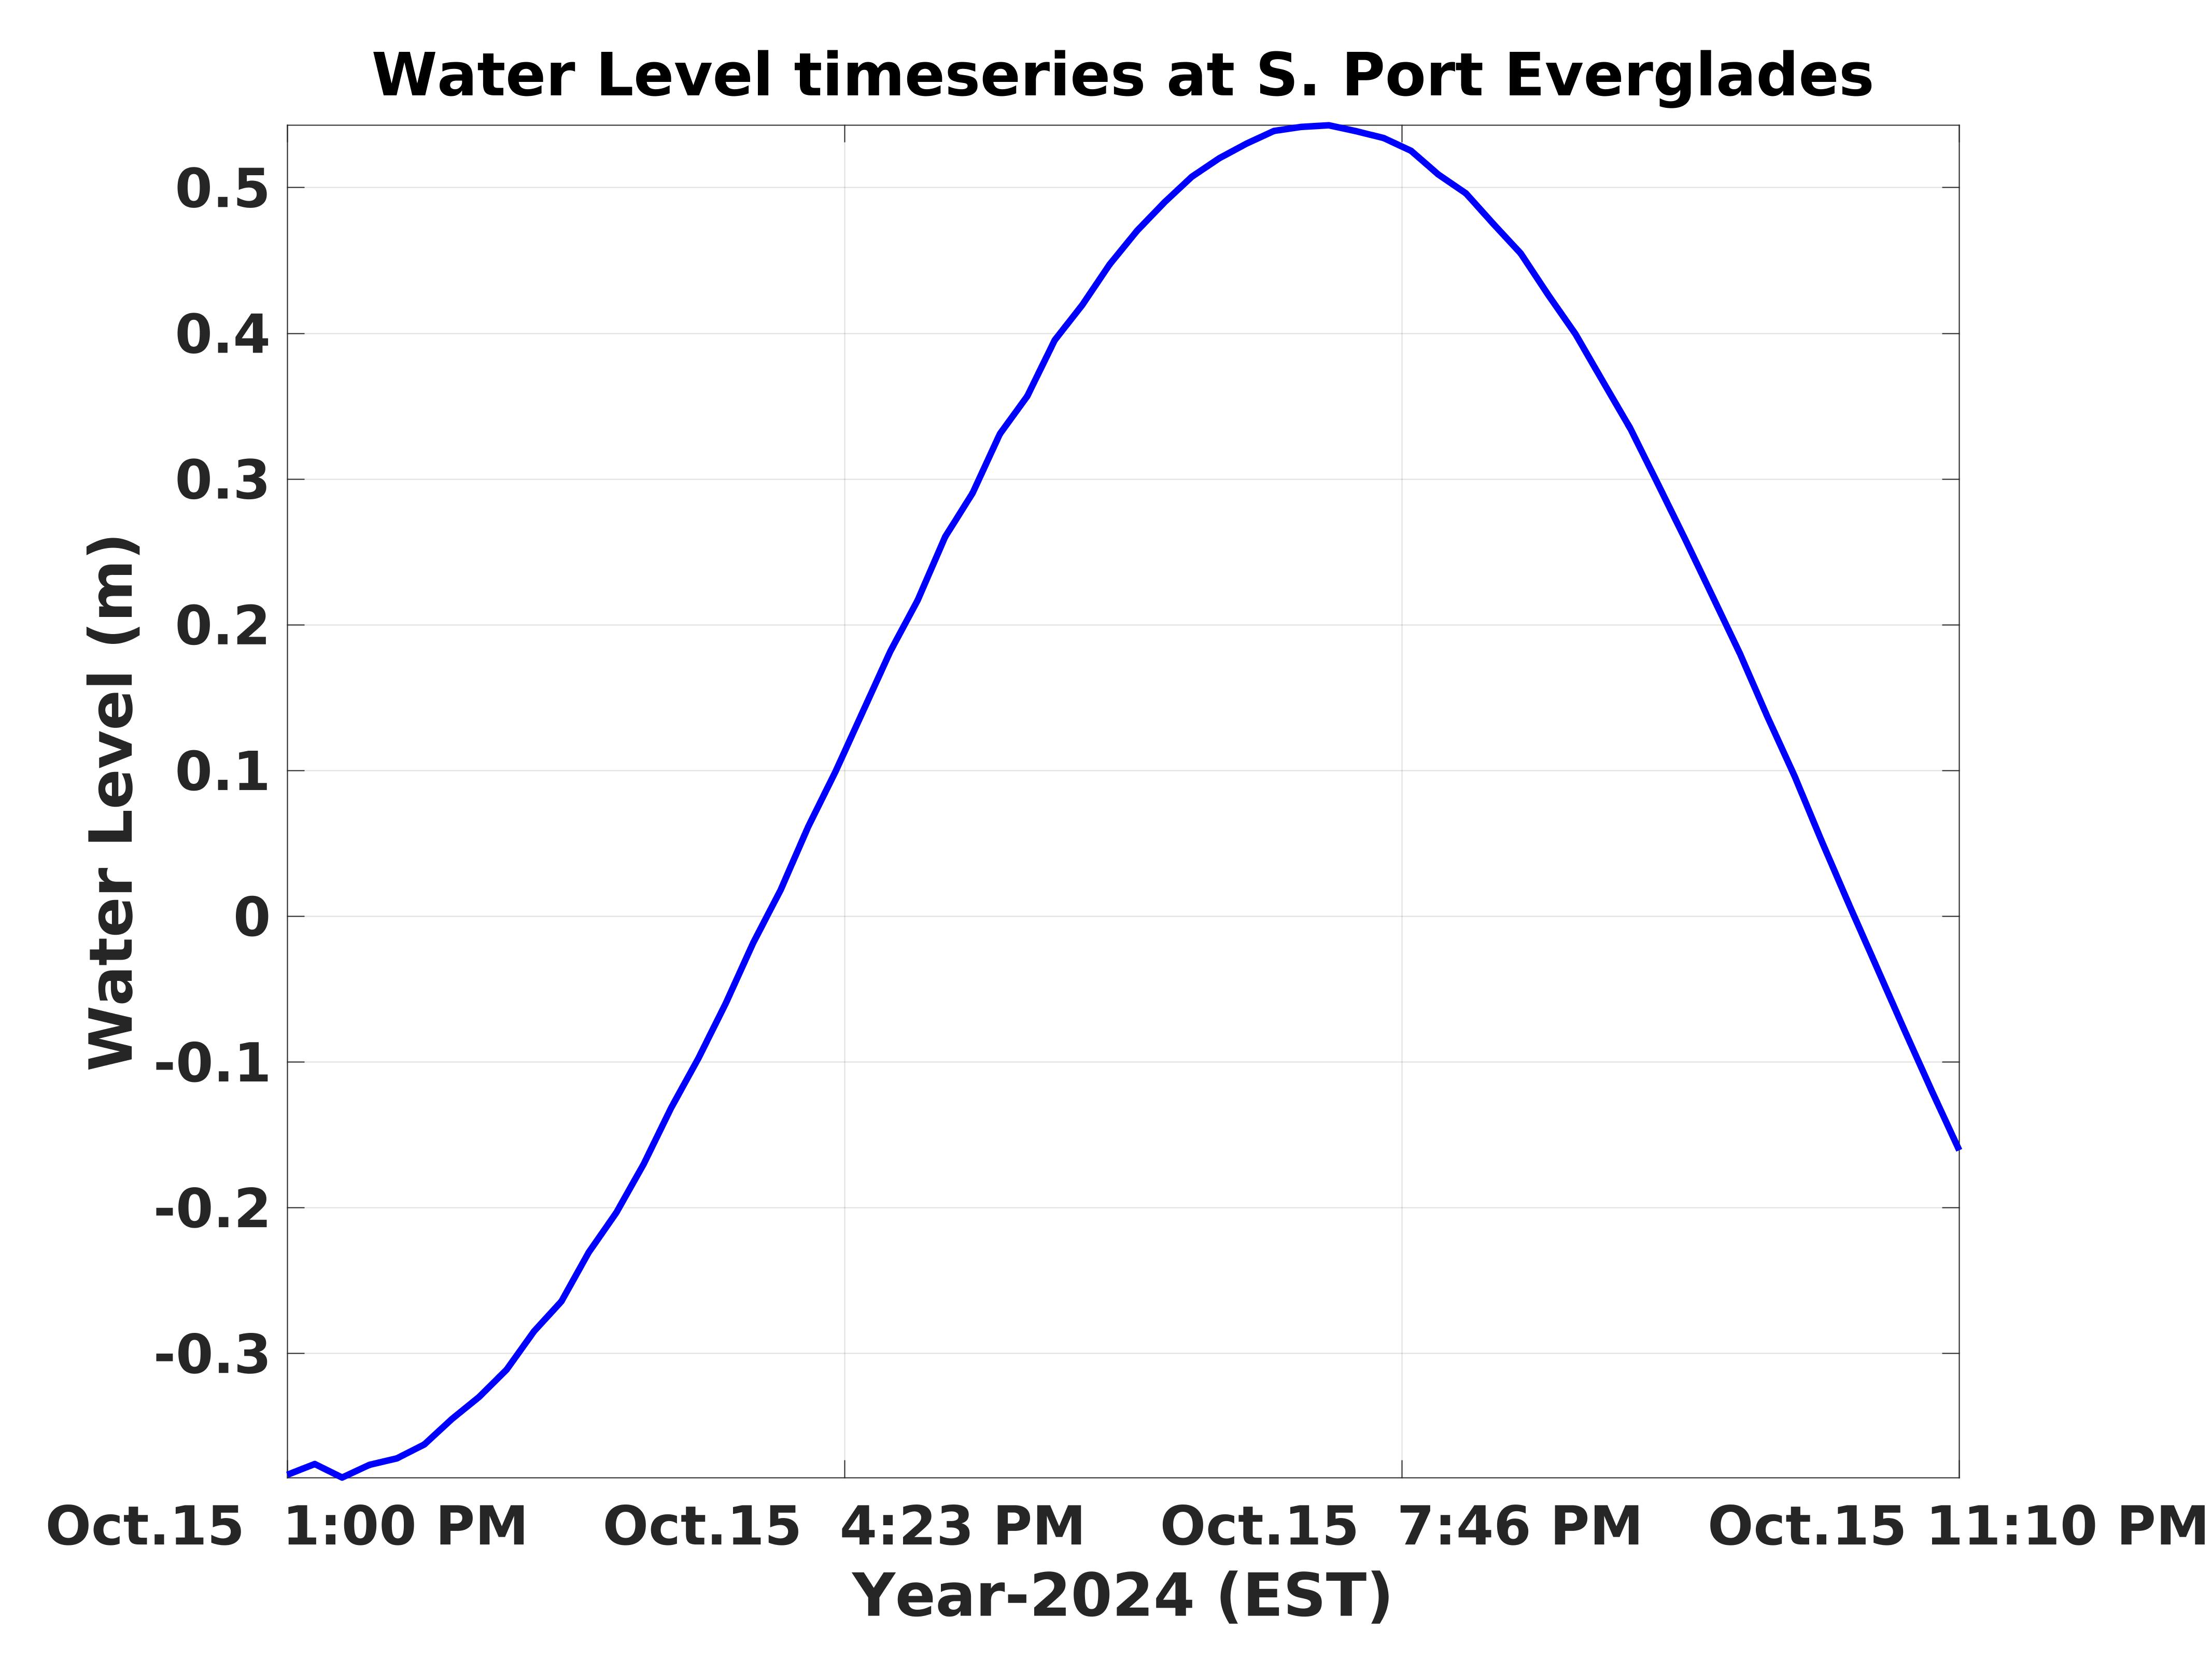 Water Level timeseries at S. Port Everglades
Water Level (m)
0.5
0.4
0.3
0.2
0.1
0
-0.1
-0.2
-0.3
Oct.15 1:00 PM Oct.15 4:23 PM Oct.15 7:46 PM Oct.15 11:10 PM
Year-2024 (EST)